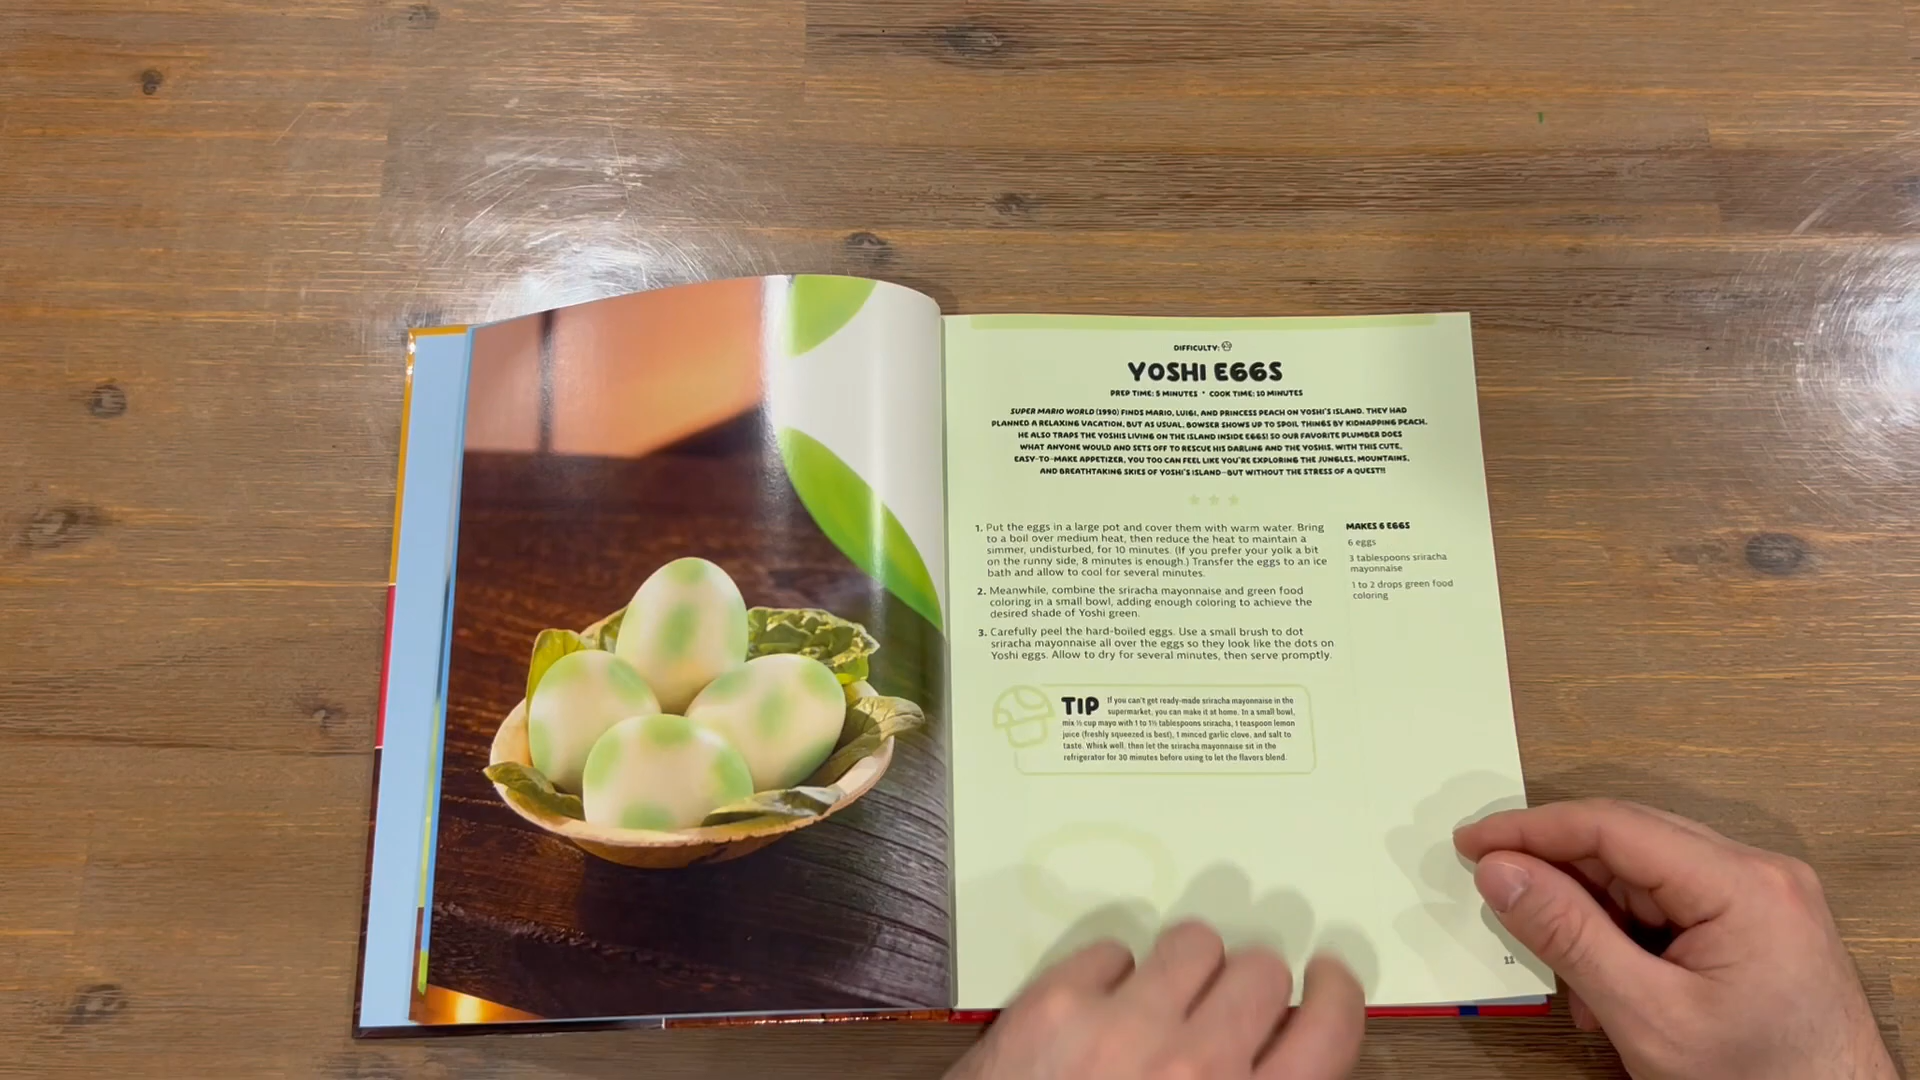 DIFFICULTY:
YOSHI EGGS
PREP TIME: 5 MINUTES • COOK TIME: 10 MINUTES
SUPER MARIO WORLD (1990) FINDS MARIO, LUIGI, AND PRINCESS PEACH ON YOSHI'S ISLAND. THEY HAD
PLANNED A RELAXING VACATION, BUT AS USUAL, BOWSER SHOWS UP TO SPOIL THINGS BY KIDNAPPING PEACH.
HE ALSO TRAPS THE YOSHIS LIVING ON THE ISLAND INSIDE EGGS! SO OUR FAVORITE PLUMBER DOES
WHAT ANYONE WOULD AND SETS OFF TO RESCUE HIS DARLING AND THE YOSHIS. WITH THIS CUTE,
EASY-TO-MAKE APPETIZER, YOU TOO CAN FEEL LIKE YOU'RE EXPLORING THE JUNGLES, MOUNTAINS,
AND BREATHTAKING SKIES OF YOSHI'S ISLAND—BUT WITHOUT THE STRESS OF A QUEST!!
1. Put the eggs in a large pot and cover them with warm water. Bring
to a boil over medium heat, then reduce the heat to maintain a
simmer, undisturbed, for 10 minutes. (If you prefer your yolk a bit
on the runny side, 8 minutes is enough.) Transfer the eggs to an ice
bath and allow to cool for several minutes.
2. Meanwhile, combine the sriracha mayonnaise and green food
coloring in a small bowl, adding enough coloring to achieve the
desired shade of Yoshi green.
3. Carefully peel the hard-boiled eggs. Use a small brush to dot
sriracha mayonnaise all over the eggs so they look like the dots on
Yoshi eggs. Allow to dry for several minutes, then serve promptly.
MAKES 6 EGGS
6 eggs
3 tablespoons sriracha
mayonnaise
1 to 2 drops green food
coloring
TIP If you can't get ready-made sriracha mayonnaise in the
supermarket, you can make it at home. In a small bowl,
mix cup mayo with 1 to 1½ tablespoons sriracha, 1 teaspoon lemon
juice (freshly squeezed is best), 1 minced garlic clove, and salt to
taste. Whisk well, then let the sriracha mayonnaise sit in the
refrigerator for 30 minutes before using to let the flavors blend.
11